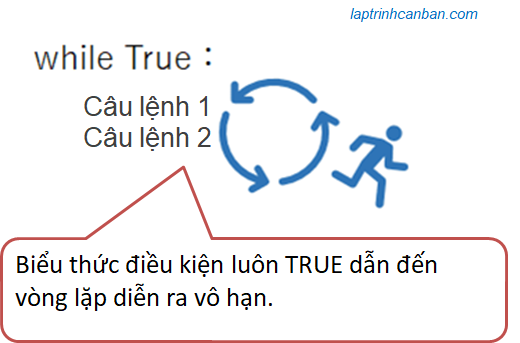 laptrinhcanban.com
while True：
Câu lệnh 1
Câu lệnh 2
Biểu thức điều kiện luôn TRUE dẫn đến
vòng lặp diễn ra vô hạn.